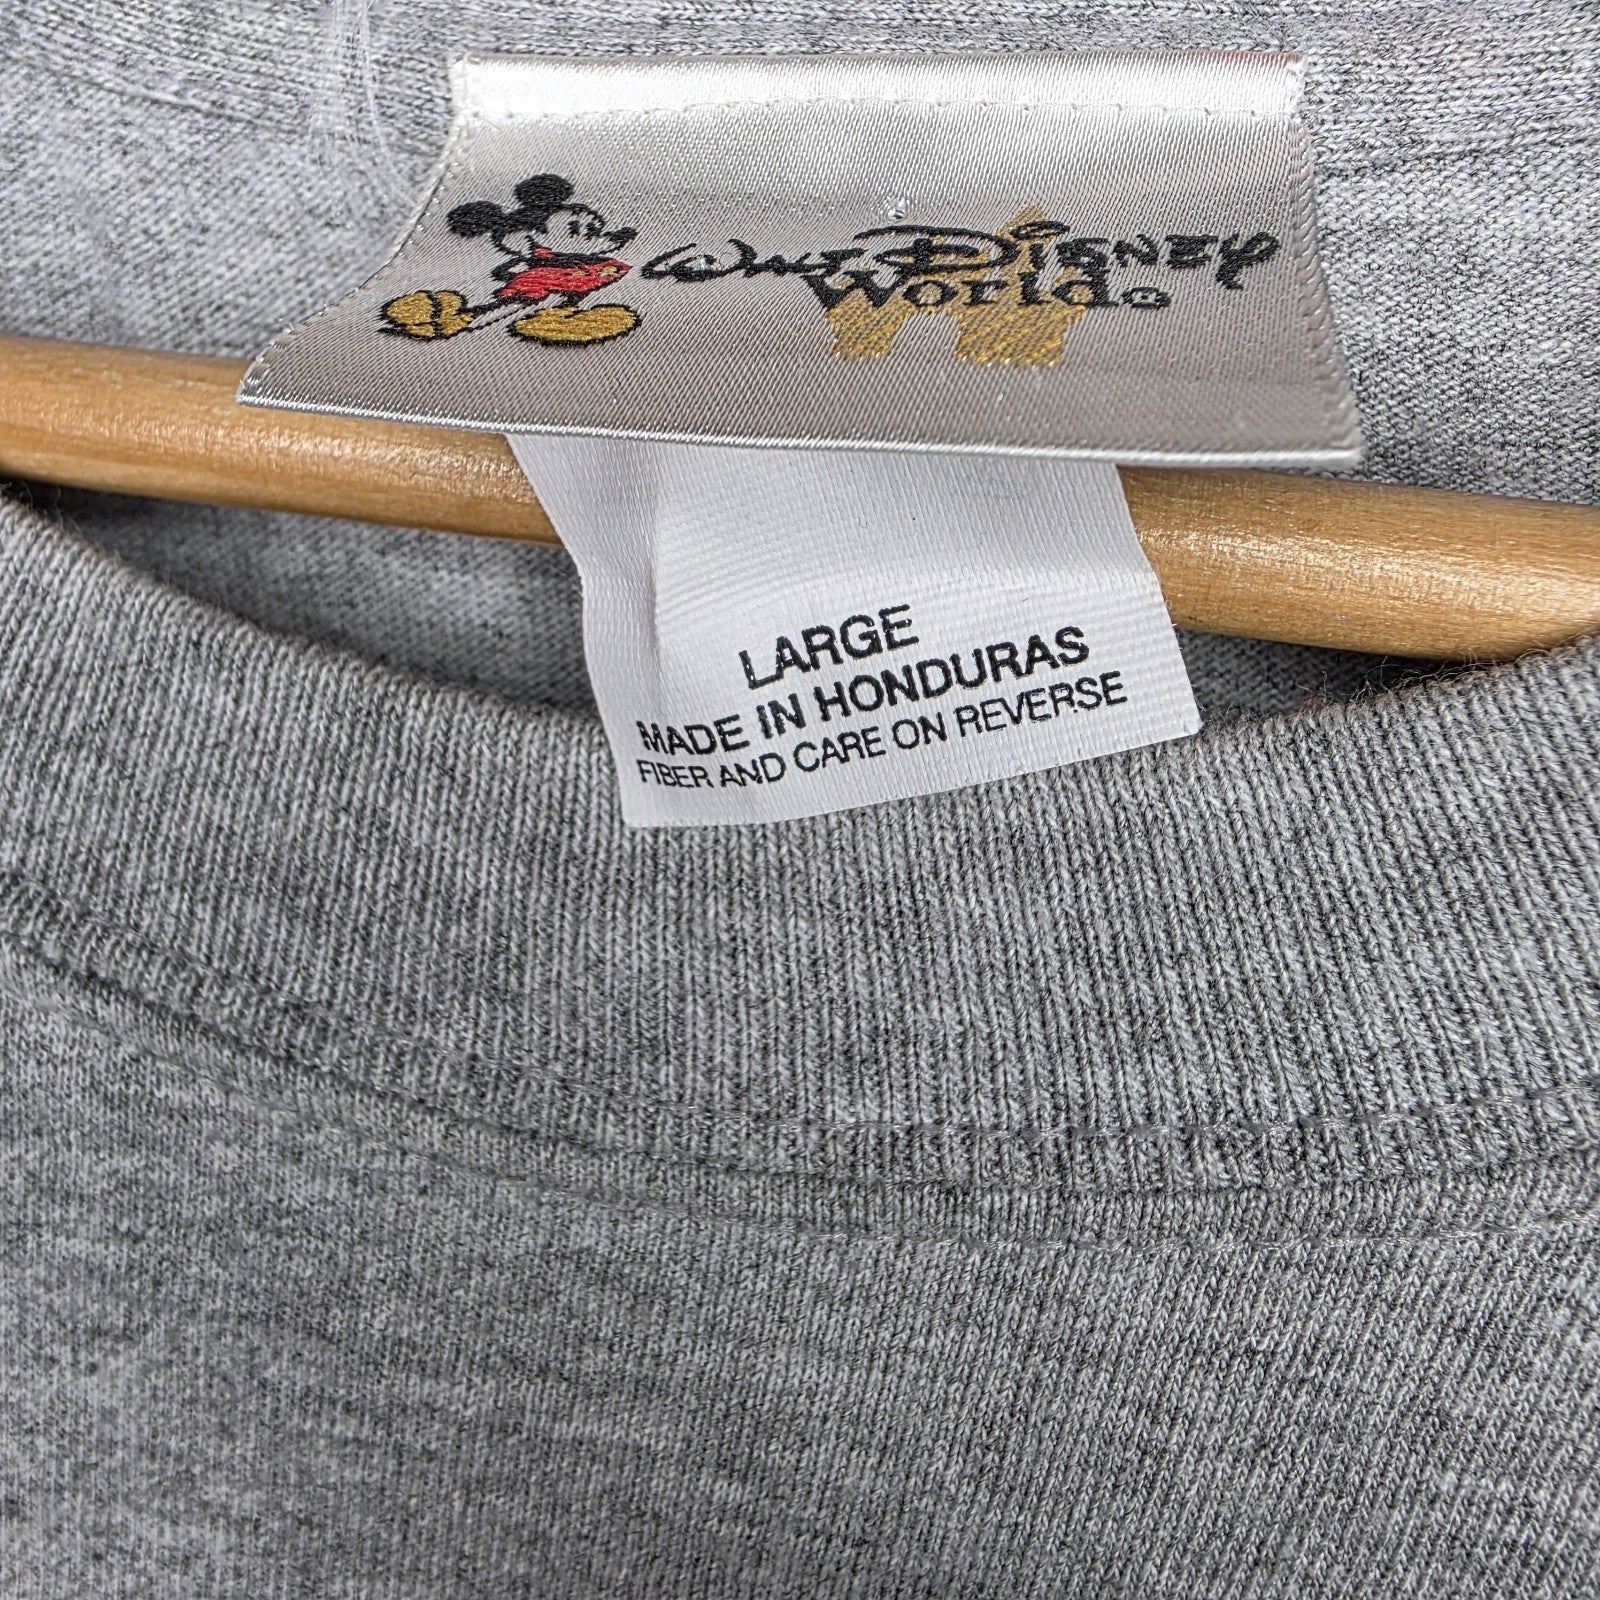 Walt Disney
World®
LARGE
MADE IN HONDURAS
FIBER AND CARE ON REVERSE